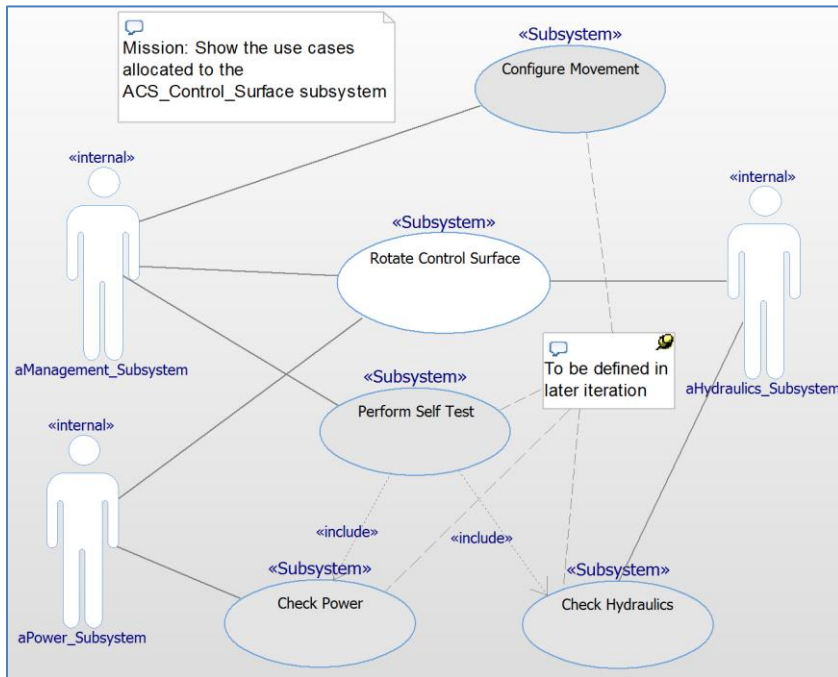 Mission: Show the use cases
allocated to the
ACS_Control_Surface subsystem
«Subsystem»
Configure Movement
«internal»
«internal»
«Subsystem»
Rotate Control Surface
aManagement_Subsystem
aHydraulics_Subsystem
To be defined in
later iteration
«Subsystem»
Perform Self Test
«internal»
«include»
«include»
«Subsystem»
Check Power
«Subsystem»
Check Hydraulics
aPower_Subsystem